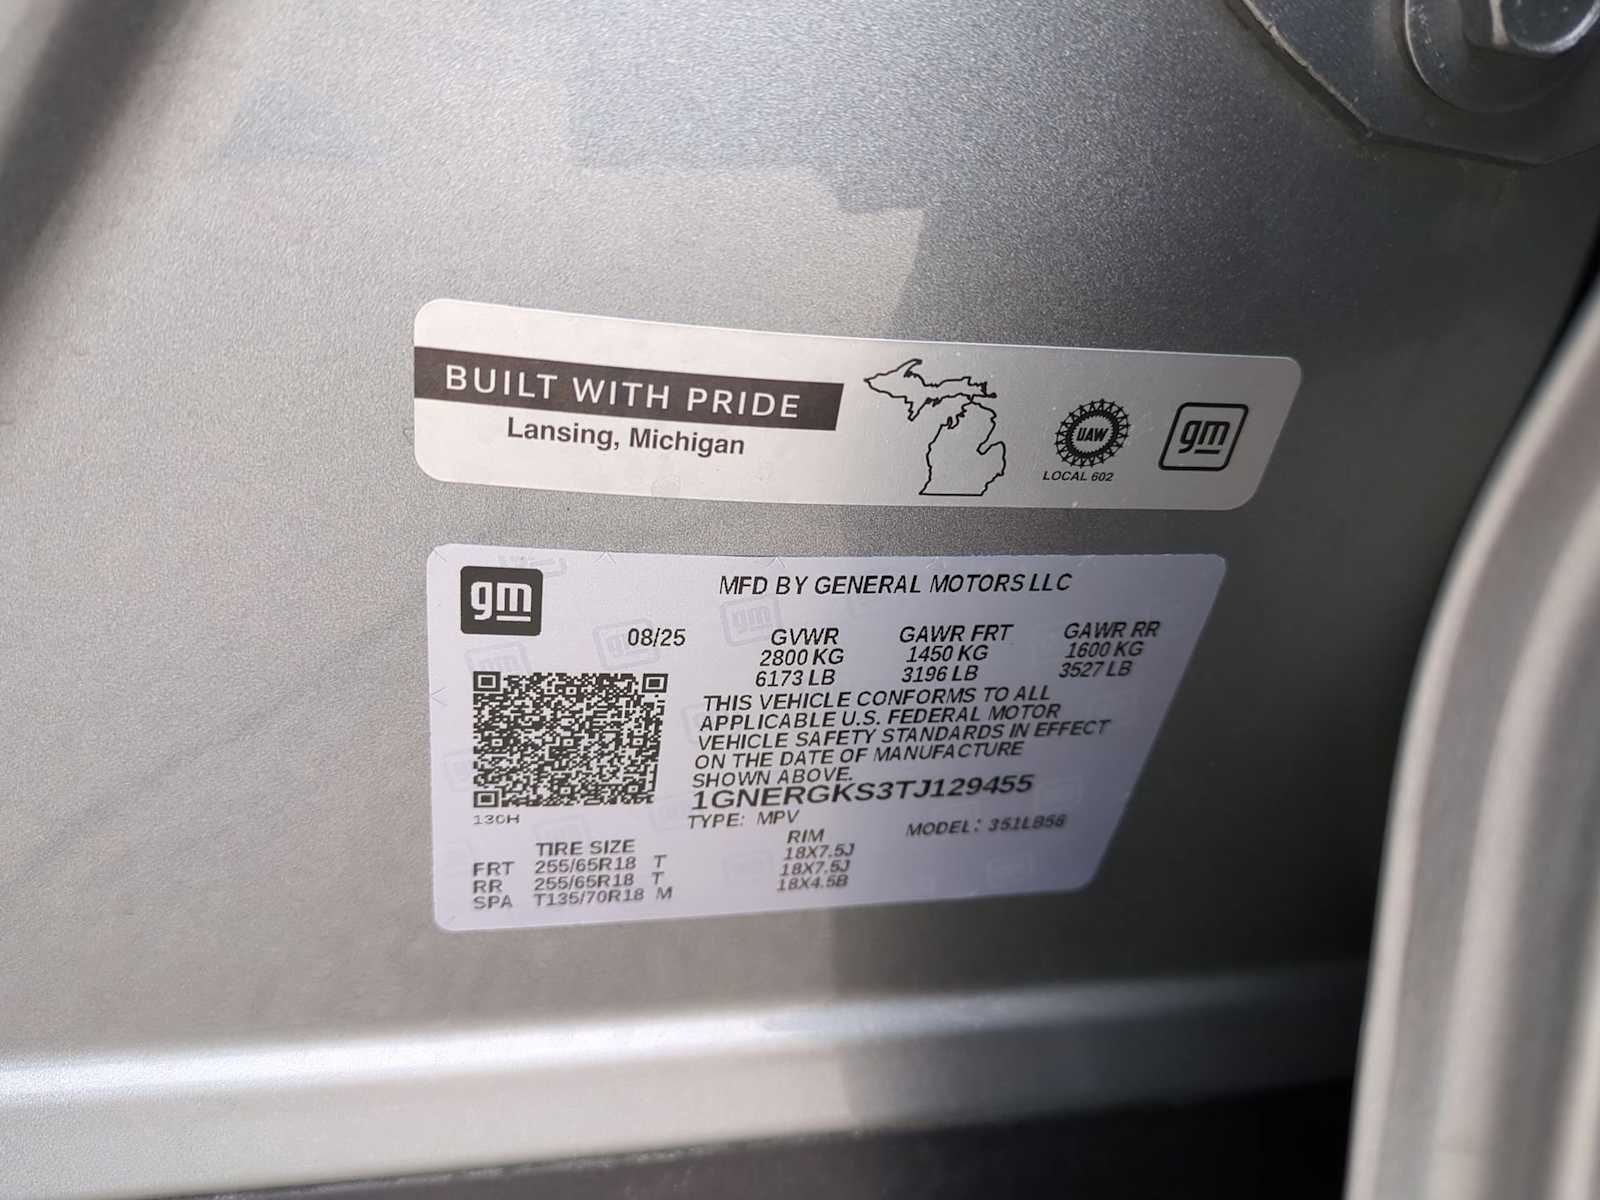 BUILT WITH PRIDE
Lansing, Michigan
UAW
LOCAL 602
gm
gm
MFD BY GENERAL MOTORS LLC
08/25 GVWR GAWR FRT GAWR RR
2800 KG 1450 KG 1600 KG
6173 LB 3196 LB 3527 LB
THIS VEHICLE CONFORMS TO ALL
APPLICABLE U.S. FEDERAL MOTOR
VEHICLE SAFETY STANDARDS IN EFFECT
ON THE DATE OF MANUFACTURE
SHOWN ABOVE.
1GNERGKS3TJ129455
TYPE: MPV MODEL: 351LB56
130H
TIRE SIZE RIM
FRT 255/65R18 T 18X7.5J
RR 255/65R18 T 18X7.5J
SPA T135/70R18 M 18X4.5B